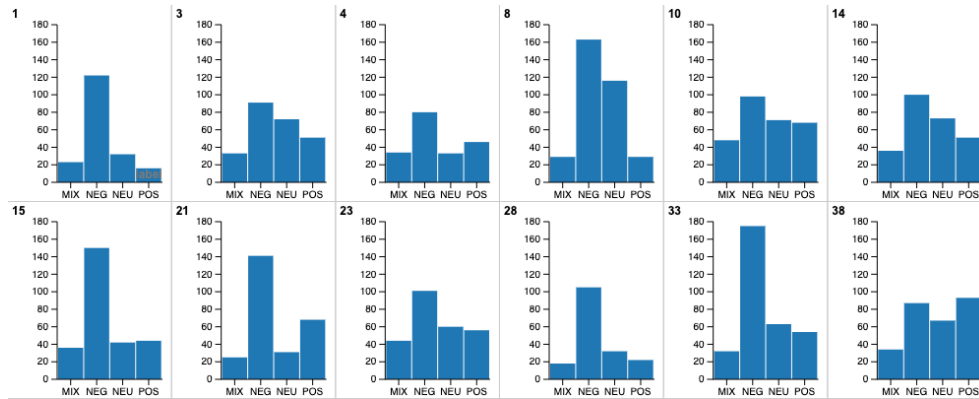 1 3 4 8 10 14
180 180 180 180 180 180
160 160 160 160 160 160
140 140 140 140 140 140
120 120 120 120 120 120
100 100 100 100 100 100
80 80 80 80 80 80
60 60 60 60 60 60
40 40 40 40 40 40
20 20 20 20 20 20
label
0 0 0 0 0 0
MIX NEG NEU POS MIX NEG NEU POS MIX NEG NEU POS MIX NEG NEU POS MIX NEG NEU POS MIX NEG NEU POS
15 21 23 28 33 38
180 180 180 180 180 180
160 160 160 160 160 160
140 140 140 140 140 140
120 120 120 120 120 120
100 100 100 100 100 100
80 80 80 80 80 80
60 60 60 60 60 60
40 40 40 40 40 40
20 20 20 20 20 20
0 0 0 0 0 0
MIX NEG NEU POS MIX NEG NEU POS MIX NEG NEU POS MIX NEG NEU POS MIX NEG NEU POS MIX NEG NEU POS